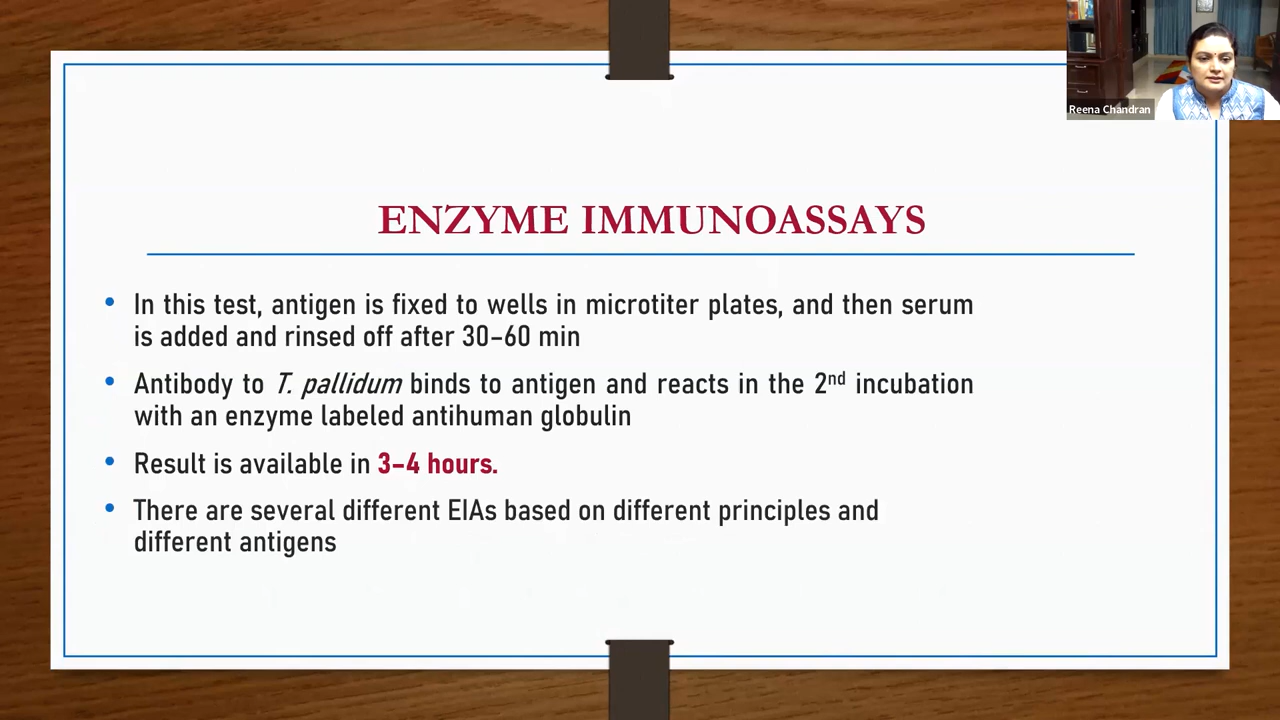 Reena Chandran
ENZYME IMMUNOASSAYS
• In this test, antigen is fixed to wells in microtiter plates, and then serum
is added and rinsed off after 30–60 min
• Antibody to T. pallidum binds to antigen and reacts in the 2nd incubation
with an enzyme labeled antihuman globulin
• Result is available in 3–4 hours.
• There are several different EIAs based on different principles and
different antigens